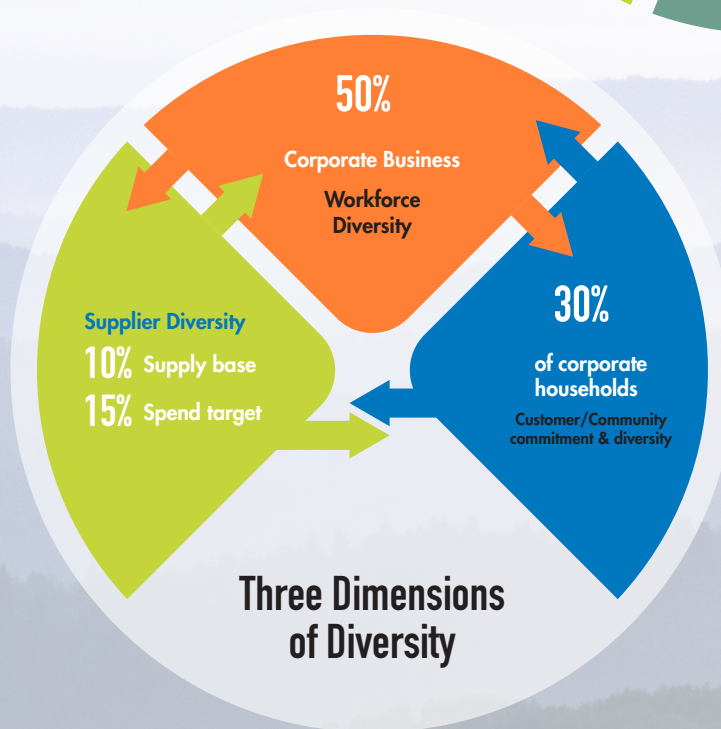 50%
Corporate Business
Workforce
Diversity
Supplier Diversity
10% Supply base
15% Spend target
30%
of corporate
households
Customer/Community
commitment & diversity
Three Dimensions
of Diversity